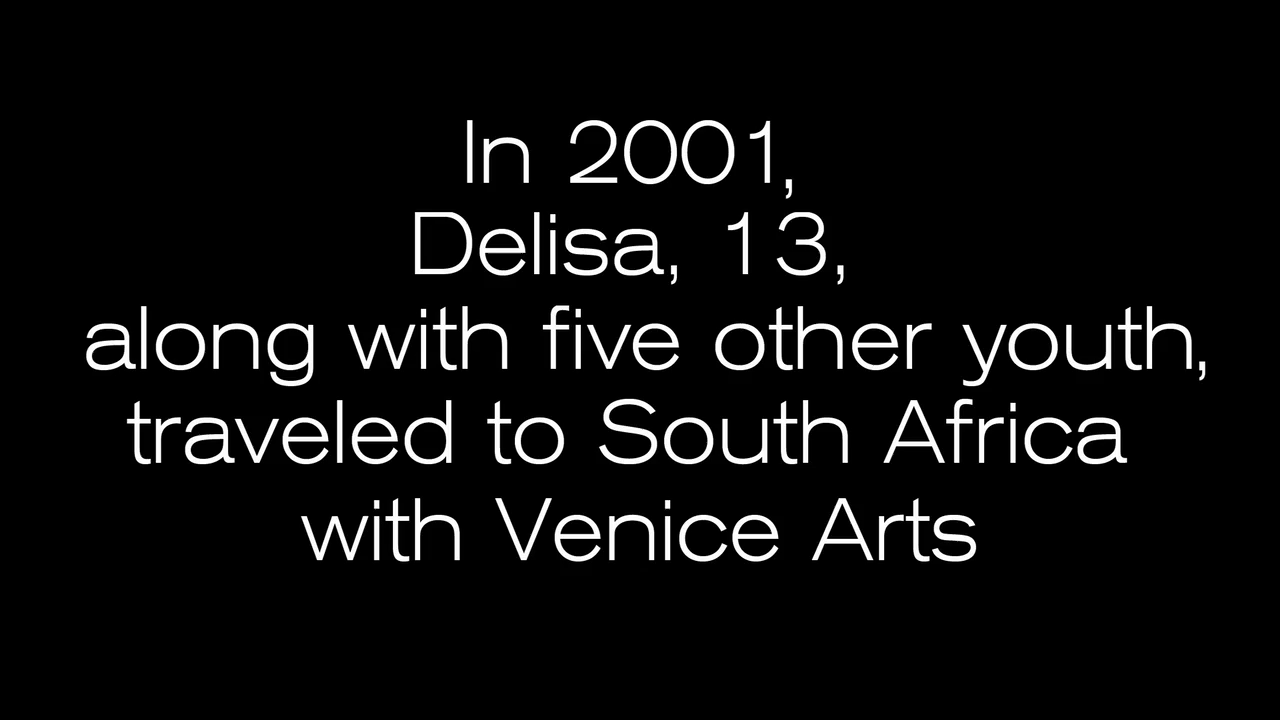 In 2001,
Delisa, 13,
along with five other youth,
traveled to South Africa
with Venice Arts